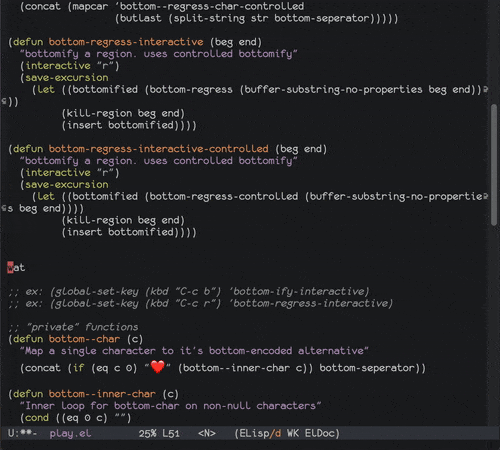 (concat (mapcar 'bottom--regress-char-controlled
(butlast (split-string str bottom-seperator)))))
(defun bottom-regress-interactive (beg end)
"bottomify a region. uses controlled bottomify"
(interactive "r")
(save-excursion
(let ((bottomified (bottom-regress (buffer-substring-no-properties beg end))
))
(kill-region beg end)
(insert bottomified))))
(defun bottom-regress-interactive-controlled (beg end)
"bottomify a region. uses controlled bottomify"
(interactive "r")
(save-excursion
(let ((bottomified (bottom-regress-controlled (buffer-substring-no-propertie
s beg end))))
(kill-region beg end)
(insert bottomified))))
at
;; ex: (global-set-key (kbd "C-c b") 'bottom-ify-interactive)
;; ex: (global-set-key (kbd "C-c r") 'bottom-regress-interactive)
;; "private" functions
(defun bottom--char (c)
"Map a single character to it's bottom-encoded alternative"
(concat (if (eq c 0) "❤️" (bottom--inner-char c)) bottom-seperator))
(defun bottom--inner-char (c)
"Inner loop for bottom-char on non-null characters"
(cond ((eq 0 c) "")
U:**- play.el 25% L51 <N> (ELisp/d WK ElDoc)